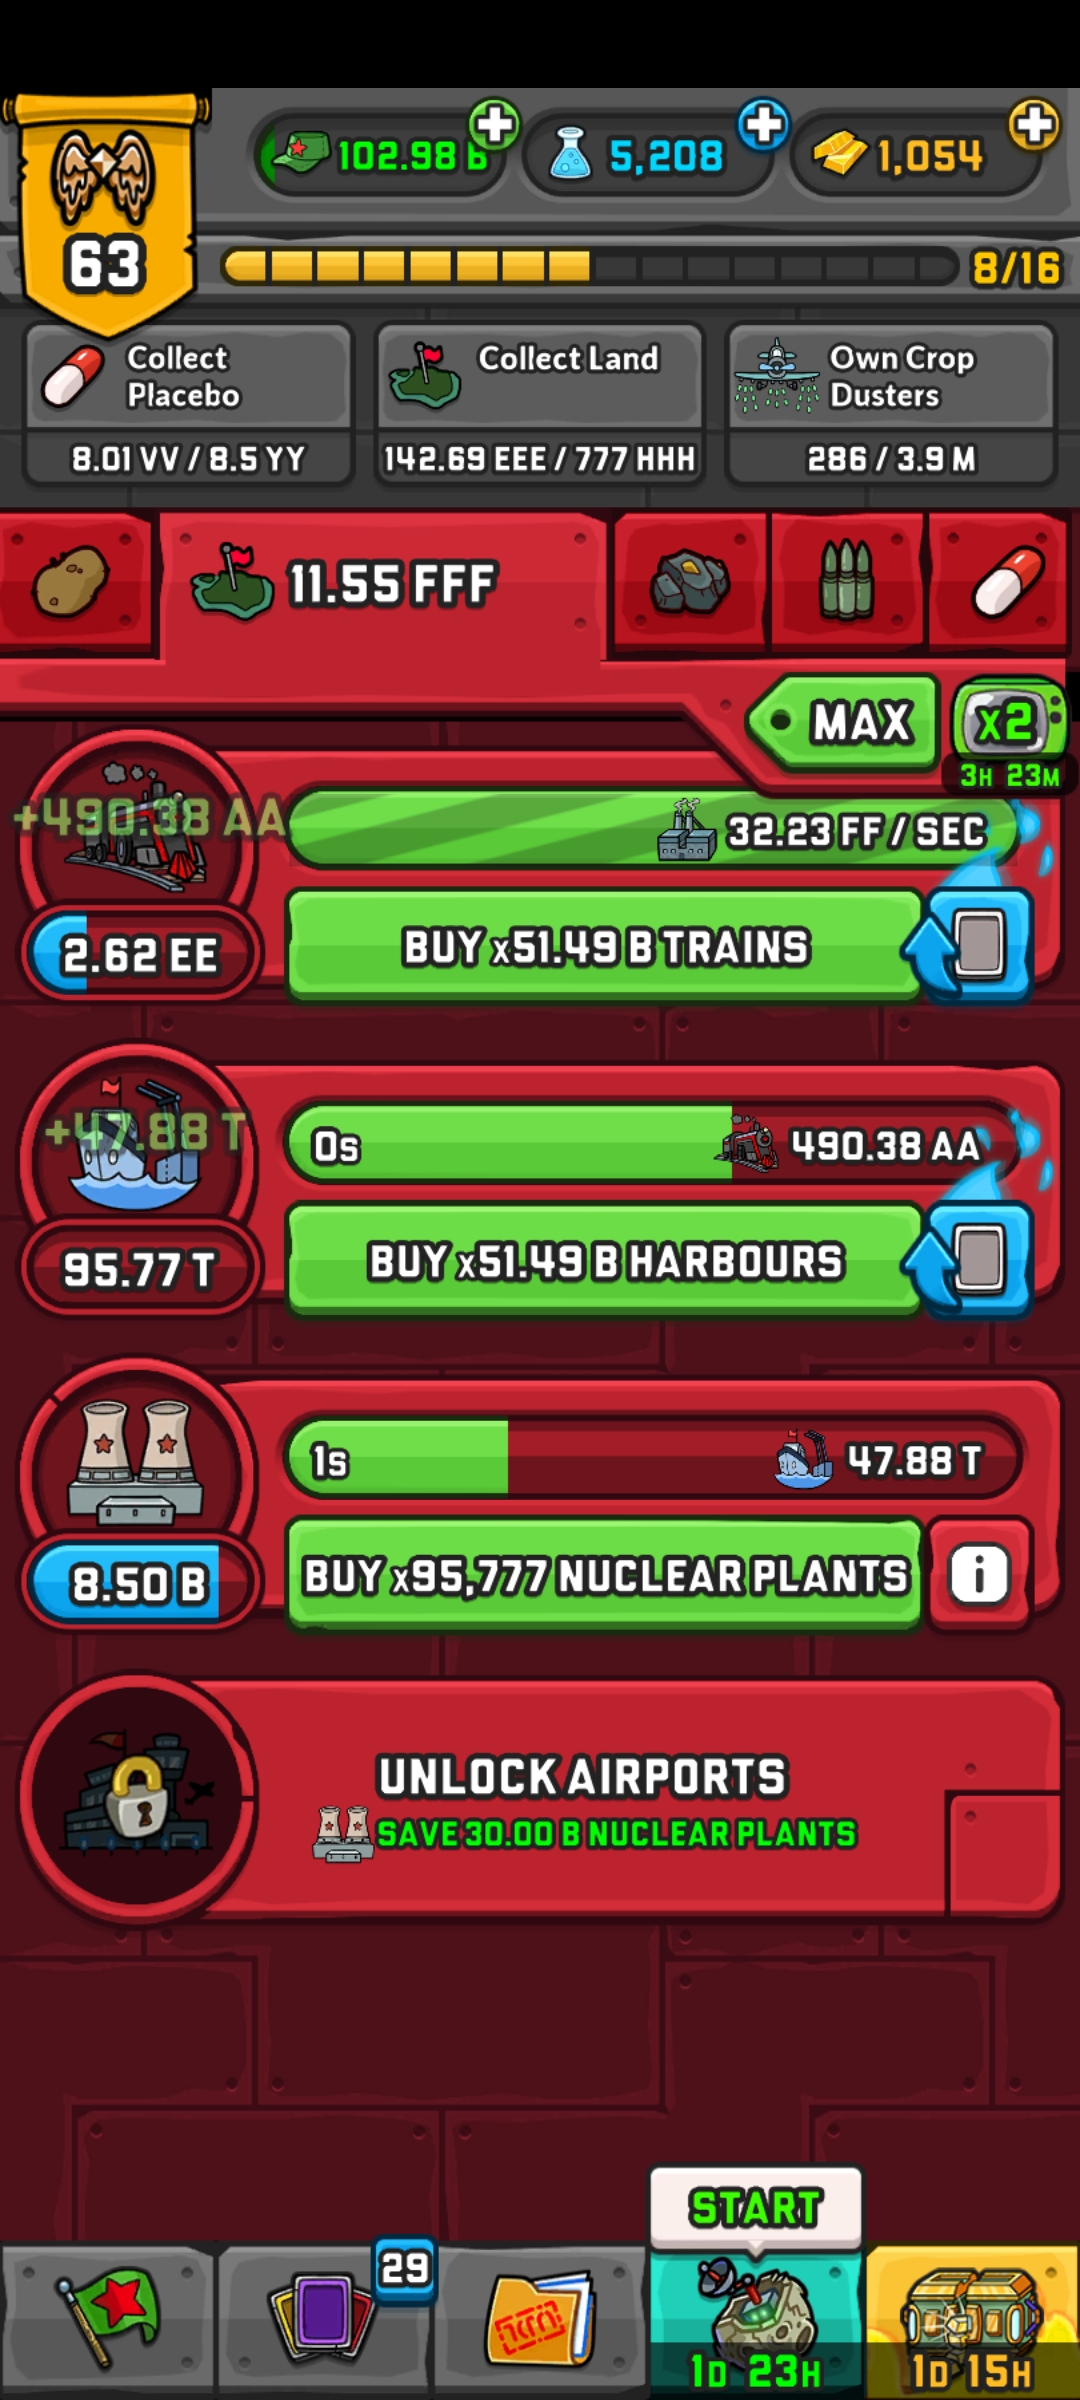 63
102.98 B
5,208
1,054
8/16
Collect
Placebo
8.01 VV / 8.5 YY
Collect Land
142.69 EEE / 777 HHH
Own Crop
Dusters
286 / 3.9 M
11.55 FFF
MAX
x2
3H 23M
+490.38 AA
32.23 FF / SEC
2.62 EE
BUY x51.49 B TRAINS
+47.88 T
0s
490.38 AA
95.77 T
BUY x51.49 B HARBOURS
1s
47.88 T
8.50 B
BUY x95,777 NUCLEAR PLANTS
i
UNLOCK AIRPORTS
SAVE 30.00 B NUCLEAR PLANTS
START
29
1D 23H
1D 15H